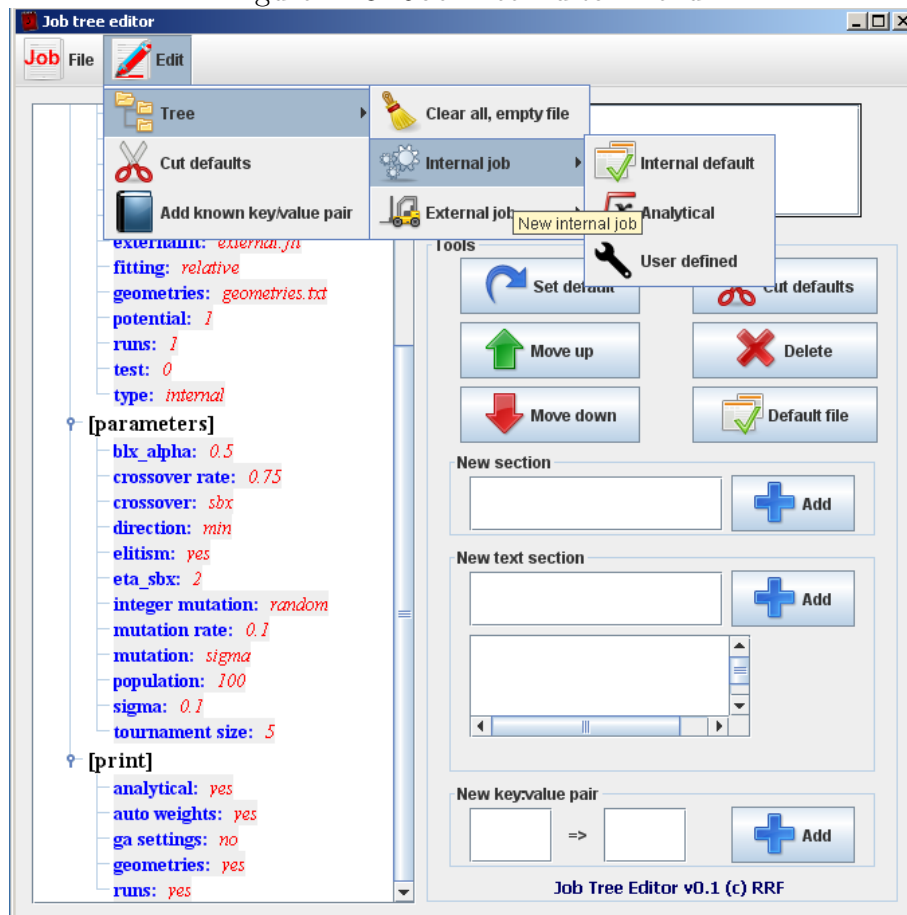 Job tree editor
Job File Edit
Tree
Cut defaults
Add known key/value pair
Clear all, empty file
Internal job
External job
New internal job
Internal default
Analytical
User defined
externalfit: external.fit
fitting: relative
geometries: geometries.txt
potential: 1
runs: 1
test: 0
type: internal
[parameters]
blx_alpha: 0.5
crossover rate: 0.75
crossover: sbx
direction: min
elitism: yes
eta_sbx: 2
integer mutation: random
mutation rate: 0.1
mutation: sigma
population: 100
sigma: 0.1
tournament size: 5
[print]
analytical: yes
auto weights: yes
ga settings: no
geometries: yes
runs: yes
Tools
Set default
Cut defaults
Move up
Delete
Move down
Default file
New section
Add
New text section
Add
New key:value pair
=>
Add
Job Tree Editor v0.1 (c) RRF